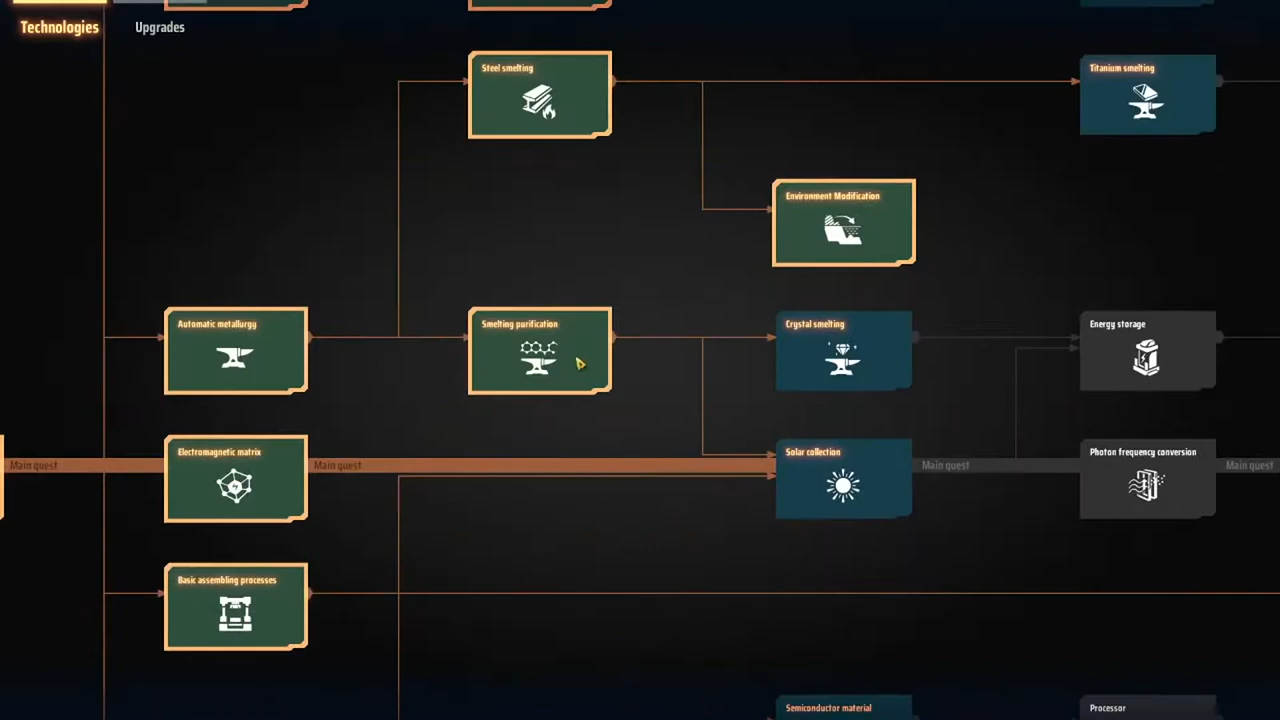 Technologies
Upgrades
Steel smelting
Titanium smelting
Environment Modification
Automatic metallurgy
Smelting purification
Crystal smelting
Energy storage
Main quest
Electromagnetic matrix
Main quest
Solar collection
Main quest
Photon frequency conversion
Main quest
Basic assembling processes
Semiconductor material
Processor